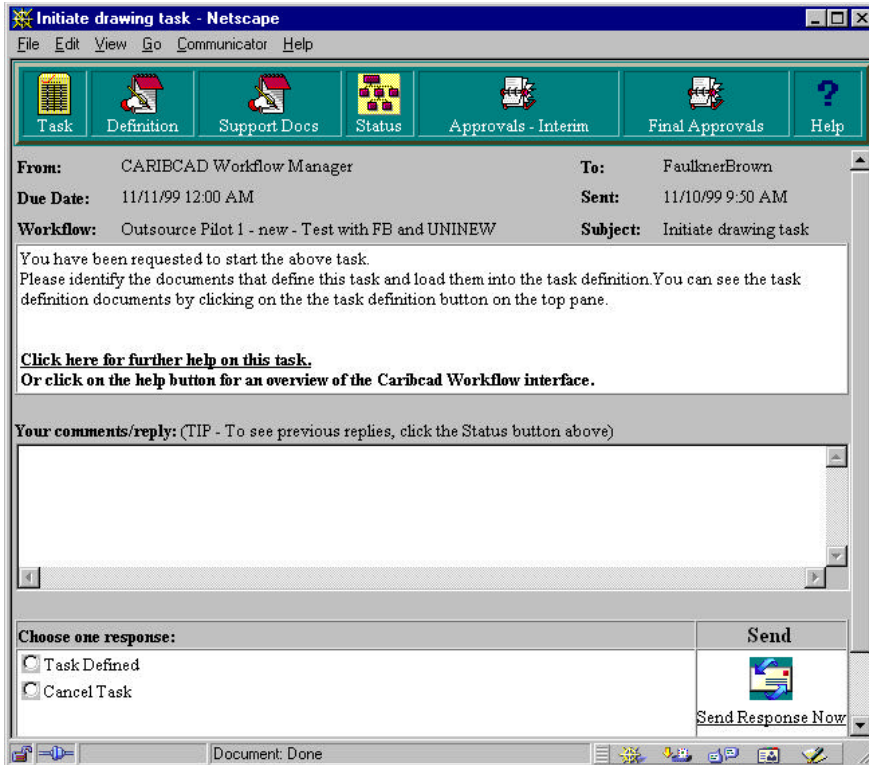 Initiate drawing task - Netscape
File Edit View Go Communicator Help
Task Definition Support Docs Status Approvals - Interim Final Approvals Help
From: CARIBCAD Workflow Manager To: FaulknerBrown
Due Date: 11/11/99 12:00 AM Sent: 11/10/99 9:50 AM
Workflow: Outsource Pilot 1 - new - Test with FB and UNINEW Subject: Initiate drawing task
You have been requested to start the above task.
Please identify the documents that define this task and load them into the task definition.You can see the task
definition documents by clicking on the the task definition button on the top pane.
Click here for further help on this task.
Or click on the help button for an overview of the Caribcad Workflow interface.
Your comments/reply: (TIP - To see previous replies, click the Status button above)
Choose one response: Send
Task Defined
Cancel Task
Send Response Now
Document: Done